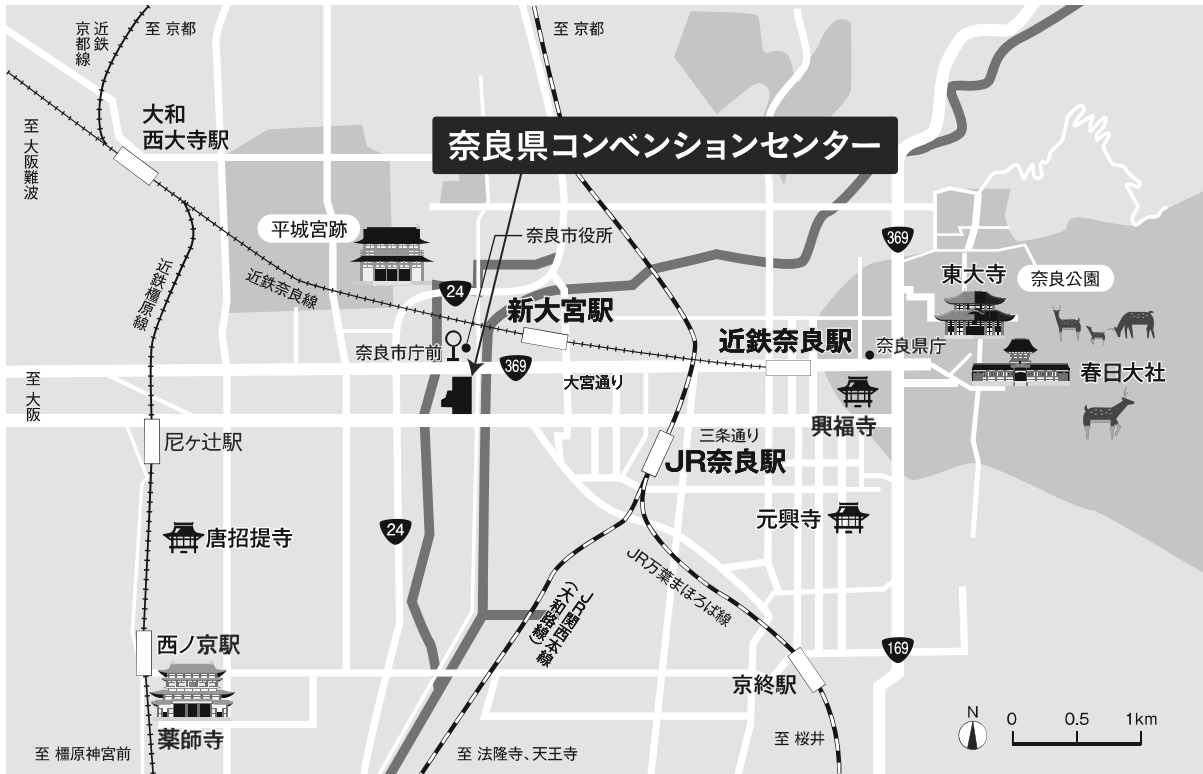 近鉄
京都線
至 京都
至 京都
大和
西大寺駅
至 大阪難波
奈良県コンベンションセンター
平城宮跡
奈良市役所
369
東大寺
奈良公園
近鉄橿原線
近鉄奈良線
24
新大宮駅
近鉄奈良駅
奈良県庁
奈良市庁前
369
大宮通り
春日大社
至 大阪
興福寺
尼ヶ辻駅
三条通り
JR奈良駅
元興寺
24
唐招提寺
JR万葉まほろば線
JR関西本線
(大和路線)
西ノ京駅
169
京終駅
薬師寺
N
0 0.5 1km
至 橿原神宮前
至 法隆寺、天王寺
至 桜井